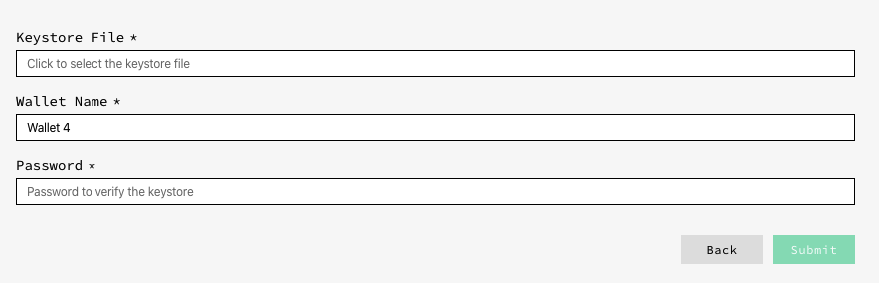 Keystore File *
Click to select the keystore file
Wallet Name *
Wallet 4
Password *
Password to verify the keystore
Back
Submit